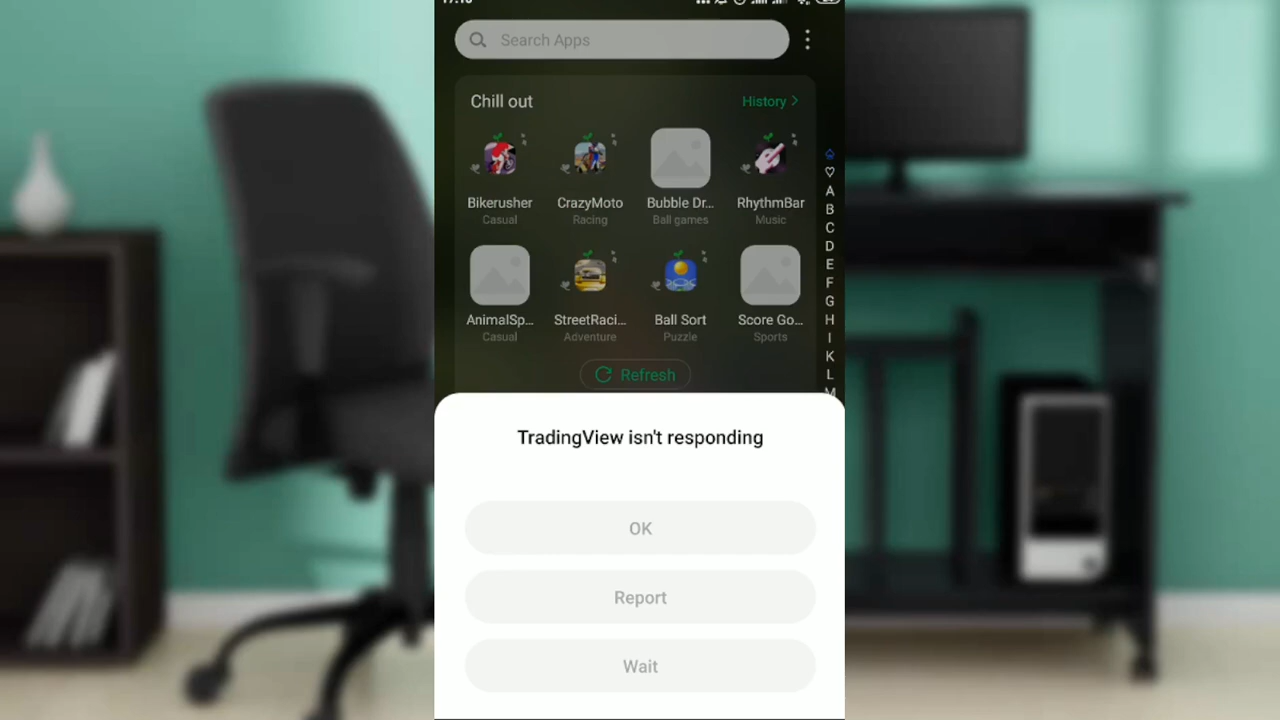 Search Apps
Chill out
History
Bikerusher
CrazyMoto
Bubble Dr...
RhythmBar
Casual
Racing
Ball games
Music
AnimalSp...
StreetRaci...
Ball Sort
Score Go...
Casual
Adventure
Puzzle
Sports
Refresh
A
B
C
D
E
F
G
H
I
K
L
TradingView isn't responding
OK
Report
Wait